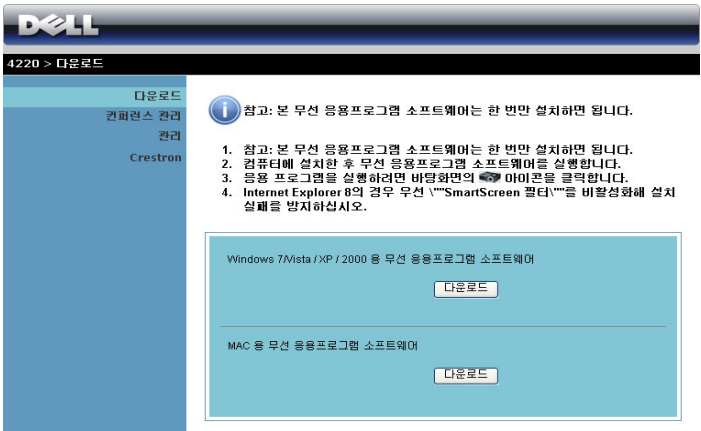 DELL
4220 > 다운로드
다운로드
컨퍼런스 관리
관리
Crestron
참고: 본 무선 응용프로그램 소프트웨어는 한 번만 설치하면 됩니다.
1. 참고: 본 무선 응용프로그램 소프트웨어는 한 번만 설치하면 됩니다.
2. 컴퓨터에 설치한 후 무선 응용프로그램 소프트웨어를 실행합니다.
3. 응용 프로그램을 실행하려면 바탕화면의 아이콘을 클릭합니다.
4. Internet Explorer 8의 경우 우선 \""SmartScreen 필터\""를 비활성화해 설치
실패를 방지하십시오.
Windows 7/Vista / XP / 2000 용 무선 응용프로그램 소프트웨어
다운로드
MAC 용 무선 응용프로그램 소프트웨어
다운로드